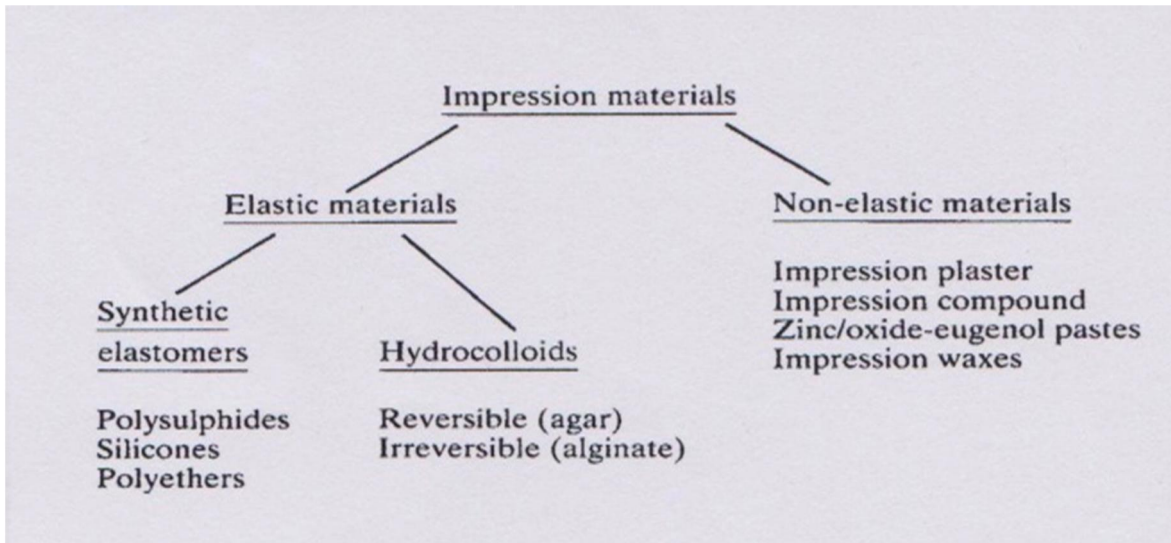 Impression materials
Elastic materials
Non-elastic materials
Synthetic
elastomers
Polysulphides
Silicones
Polyethers
Hydrocolloids
Reversible (agar)
Irreversible (alginate)
Impression plaster
Impression compound
Zinc/oxide-eugenol pastes
Impression waxes